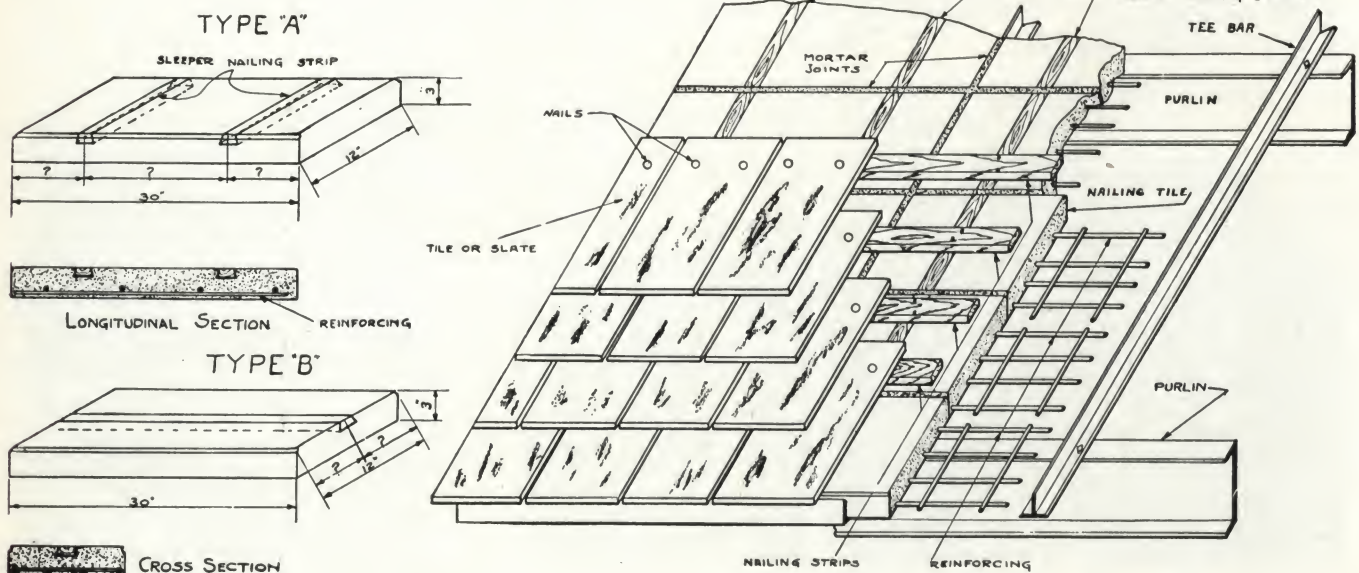 TYPE "A"
SLEEPER NAILING STRIP
3"
12"
?
?
?
30"
LONGITUDINAL SECTION
REINFORCING
TYPE "B"
3"
?
?
12"
30"
CROSS SECTION
TEE BAR
MORTAR
JOINTS
PURLIN
NAILS
NAILING TILE
TILE OR SLATE
PURLIN
NAILING STRIPS
REINFORCING